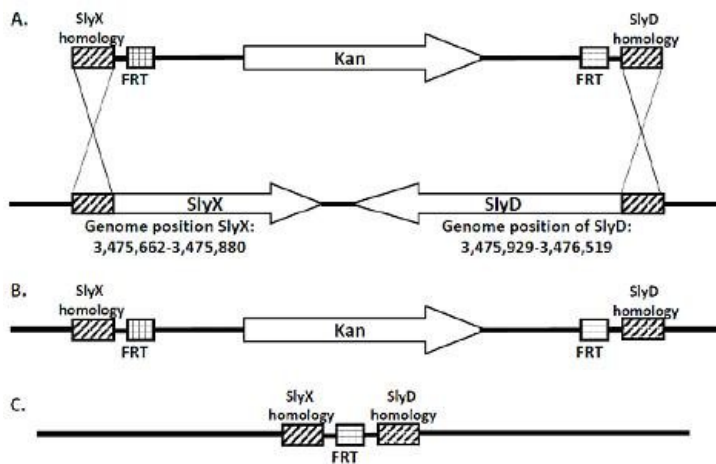 A.
SlyX
homology
FRT
Kan
FRT
SlyD
homology
SlyX
SlyD
Genome position SlyX:
3,475,662-3,475,880
Genome position of SlyD:
3,475,929-3,476,519
B.
SlyX
homology
FRT
Kan
FRT
SlyD
homology
C.
SlyX
homology
FRT
SlyD
homology